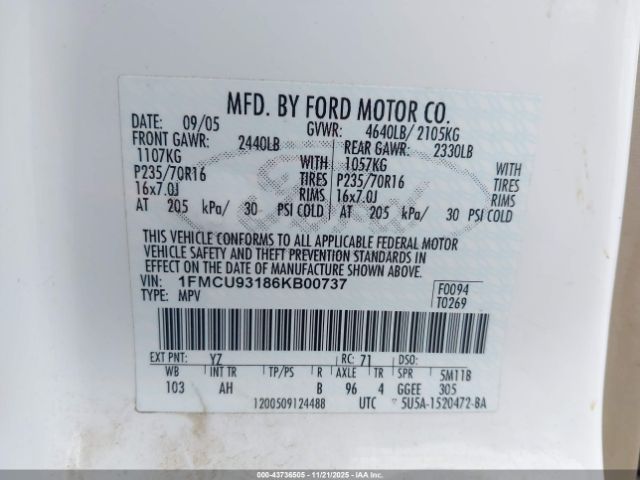 MFD. BY FORD MOTOR CO.
DATE: 09/05 GVWR: 4640LB/ 2105KG
FRONT GAWR: 2440LB REAR GAWR: 2330LB
1107KG WITH 1057KG WITH
P235/70R16 TIRES P235/70R16 TIRES
16x7.0J RIMS 16x7.0J RIMS
AT 205 kPa/ 30 PSI COLD AT 205 kPa/ 30 PSI COLD
THIS VEHICLE CONFORMS TO ALL APPLICABLE FEDERAL MOTOR
VEHICLE SAFETY AND THEFT PREVENTION STANDARDS IN
EFFECT ON THE DATE OF MANUFACTURE SHOWN ABOVE.
VIN: 1FMCU93186KB00737 F0094
TYPE: MPV T0269
EXT PNT: YZ RC: 71 DSO:
WB INT TR TP/PS R AXLE TR SPR 5M118
103 AH B 96 4 GGEE 305
1200509124488 UTC 5U5A-1520472-BA
000-43736505 - 11/21/2025 - IAA, Inc.